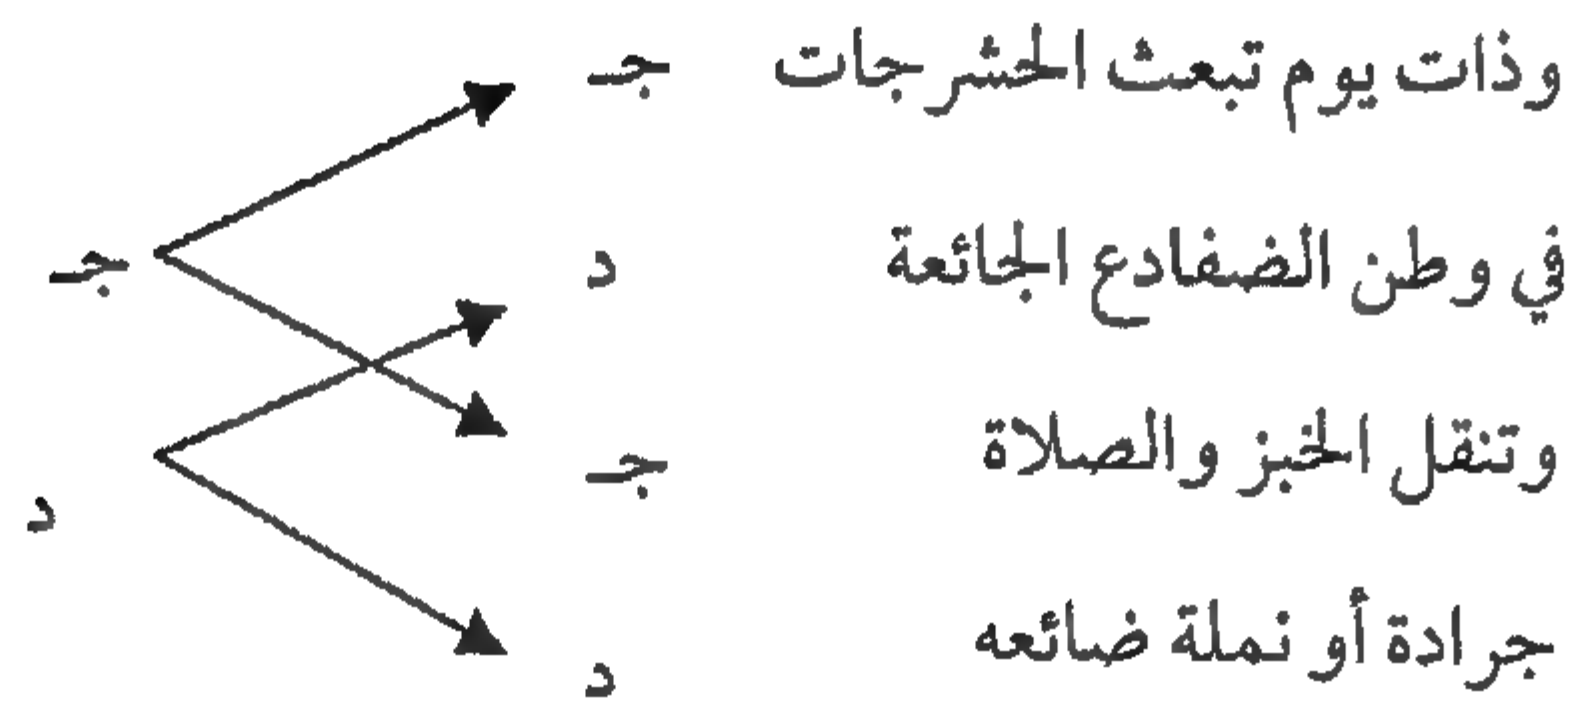 وذات يوم تبعث الحشرجات جـ
في وطن الضفادع الجائعة د
جـ
وتنقل الخبز والصلاة جـ
د
جرادة أو نملة ضائعه د